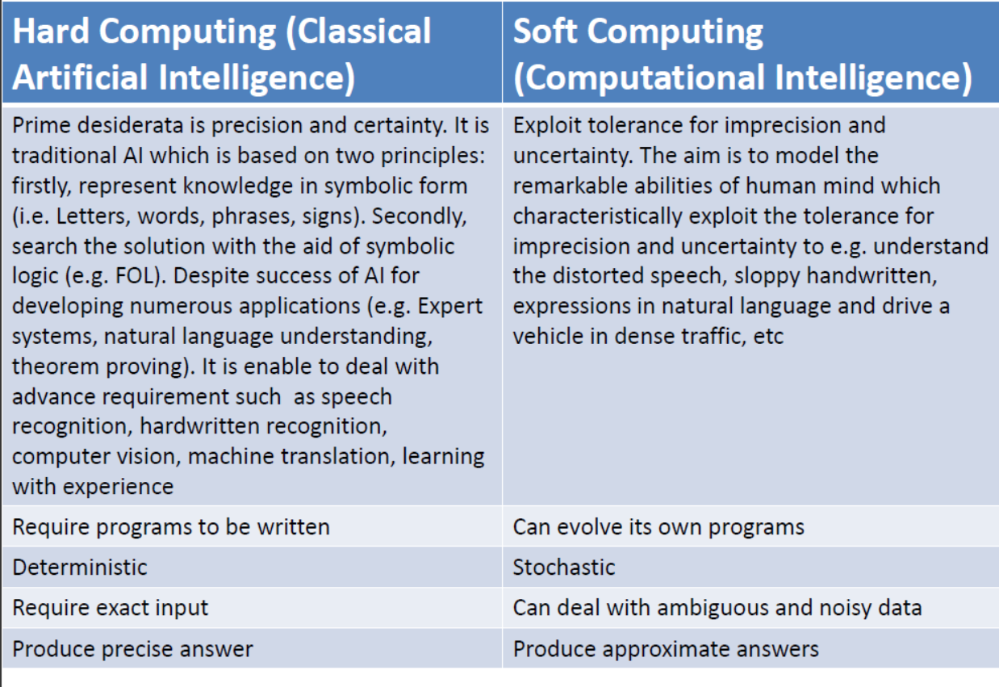 Hard Computing (Classical
Artificial Intelligence)
Soft Computing
(Computational Intelligence)
Prime desiderata is precision and certainty. It is
traditional AI which is based on two principles:
firstly, represent knowledge in symbolic form
(i.e. Letters, words, phrases, signs). Secondly,
search the solution with the aid of symbolic
logic (e.g. FOL). Despite success of AI for
developing numerous applications (e.g. Expert
systems, natural language understanding,
theorem proving). It is enable to deal with
advance requirement such  as speech
recognition, hardwritten recognition,
computer vision, machine translation, learning
with experience
Exploit tolerance for imprecision and
uncertainty. The aim is to model the
remarkable abilities of human mind which
characteristically exploit the tolerance for
imprecision and uncertainty to e.g. understand
the distorted speech, sloppy handwritten,
expressions in natural language and drive a
vehicle in dense traffic, etc
Require programs to be written
Can evolve its own programs
Deterministic
Stochastic
Require exact input
Can deal with ambiguous and noisy data
Produce precise answer
Produce approximate answers